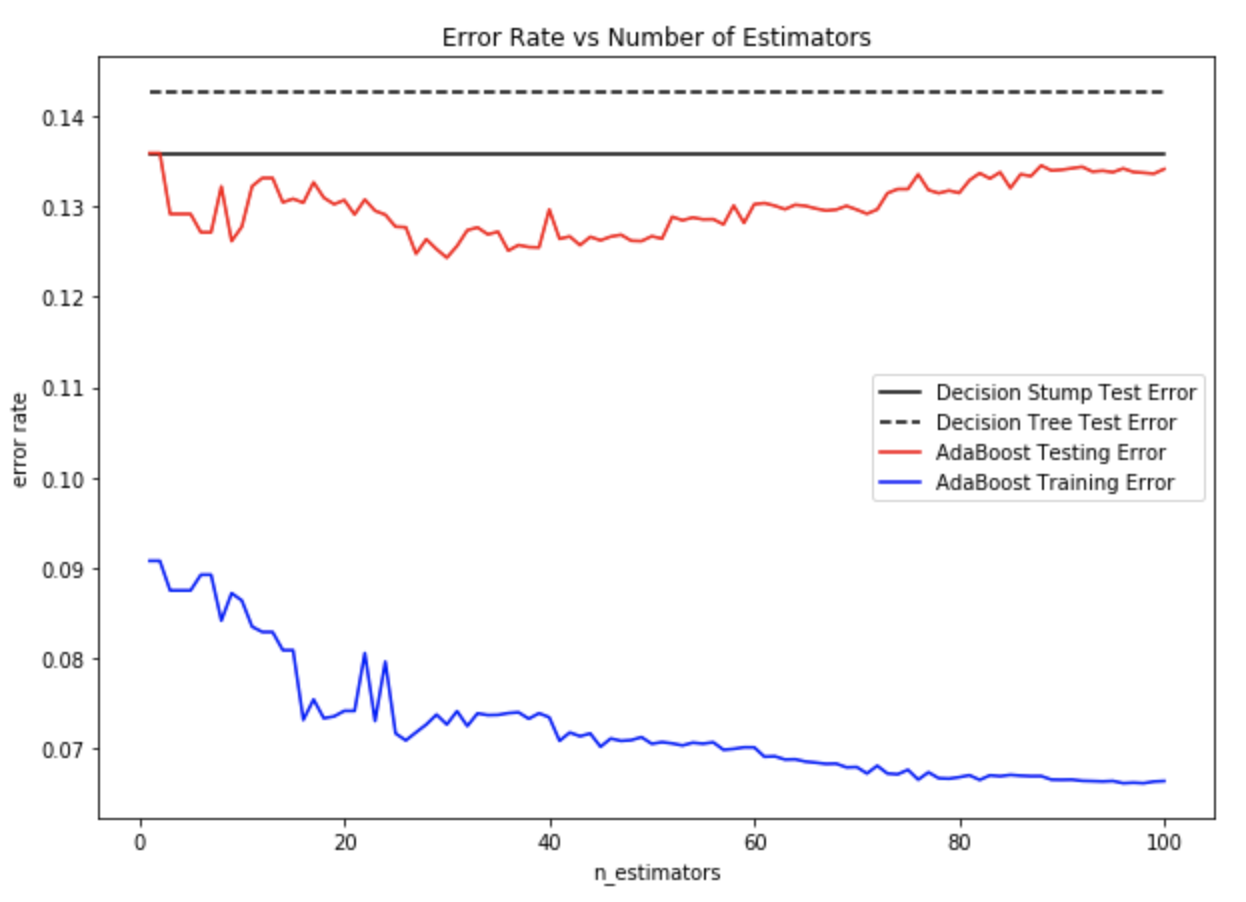 Error Rate vs Number of Estimators
0.14
0.13
0.12
0.11
0.10
0.09
0.08
0.07
error rate
Decision Stump Test Error
Decision Tree Test Error
AdaBoost Testing Error
AdaBoost Training Error
0 20 40 60 80 100
n_estimators